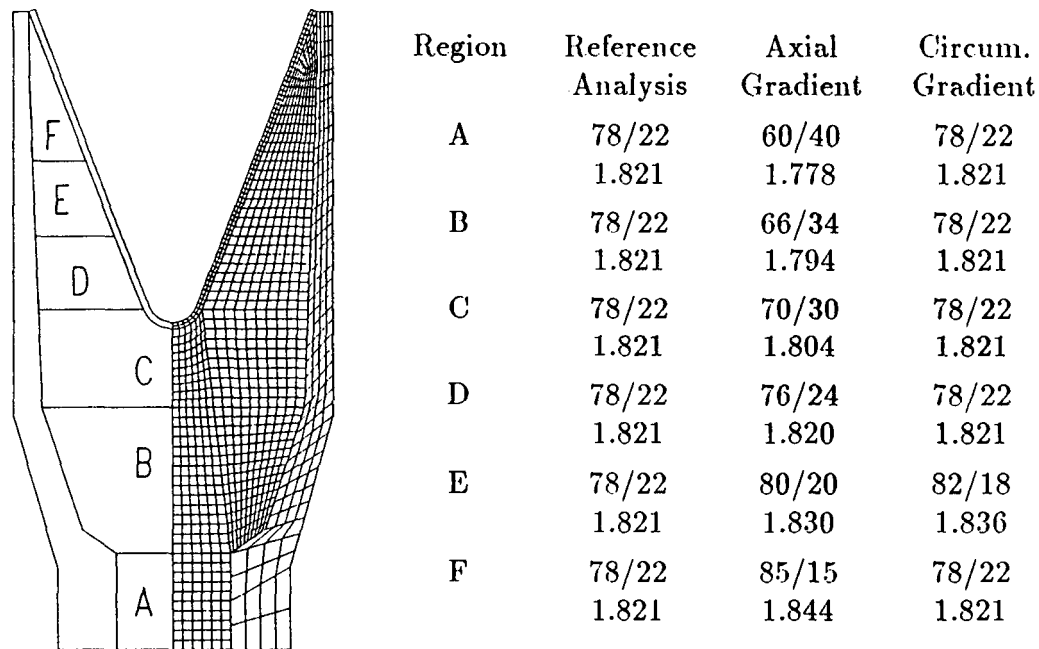 F
E
D
C
B
A
Region Reference Axial Circum.
Analysis Gradient Gradient
A 78/22 60/40 78/22
1.821 1.778 1.821
B 78/22 66/34 78/22
1.821 1.794 1.821
C 78/22 70/30 78/22
1.821 1.804 1.821
D 78/22 76/24 78/22
1.821 1.820 1.821
E 78/22 80/20 82/18
1.821 1.830 1.836
F 78/22 85/15 78/22
1.821 1.844 1.821